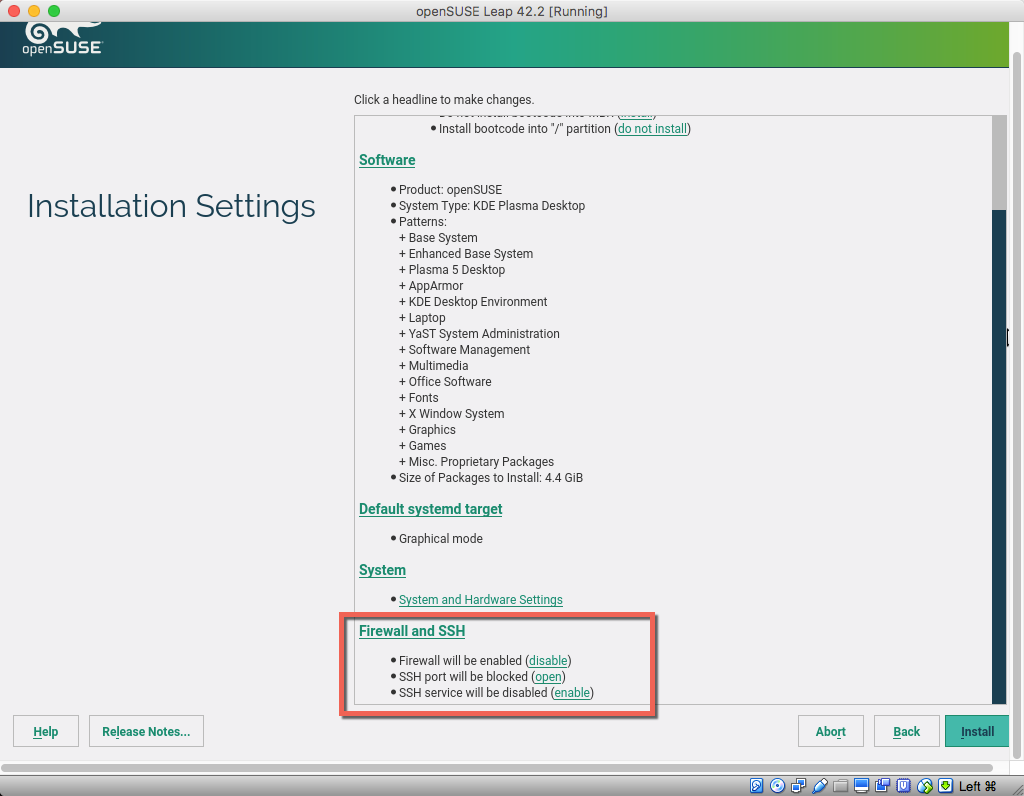 openSUSE Leap 42.2 [Running]
openSUSE
Click a headline to make changes.
Installation Settings
Install bootcode into "/" partition (do not install)
Software
Product: openSUSE
System Type: KDE Plasma Desktop
Patterns:
+ Base System
+ Enhanced Base System
+ Plasma 5 Desktop
+ AppArmor
+ KDE Desktop Environment
+ Laptop
+ YaST System Administration
+ Software Management
+ Multimedia
+ Office Software
+ Fonts
+ X Window System
+ Graphics
+ Games
+ Misc. Proprietary Packages
Size of Packages to Install: 4.4 GiB
Default systemd target
Graphical mode
System
System and Hardware Settings
Firewall and SSH
Firewall will be enabled (disable)
SSH port will be blocked (open)
SSH service will be disabled (enable)
Help
Release Notes...
Abort
Back
Install
Left ⌘